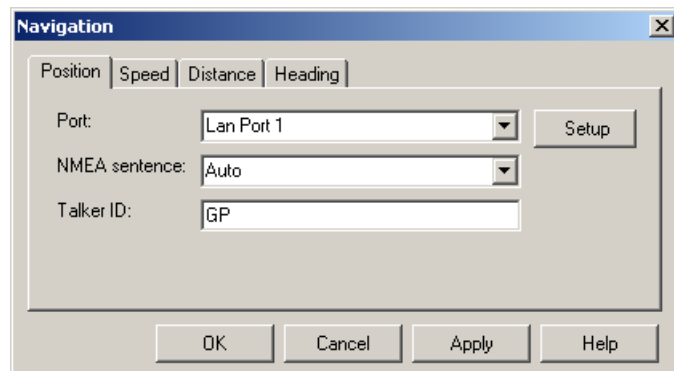 Navigation
Position Speed Distance Heading
Port: Lan Port 1 Setup
NMEA sentence: Auto
Talker ID: GP
OK Cancel Apply Help